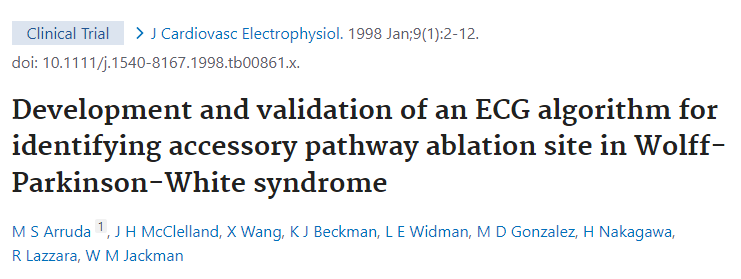 Clinical Trial > J Cardiovasc Electrophysiol. 1998 Jan;9(1):2-12.
doi: 10.1111/j.1540-8167.1998.tb00861.x.
Development and validation of an ECG algorithm for
identifying accessory pathway ablation site in Wolff-
Parkinson-White syndrome
M S Arruda 1, J H McClelland, X Wang, K J Beckman, L E Widman, M D Gonzalez, H Nakagawa,
R Lazzara, W M Jackman